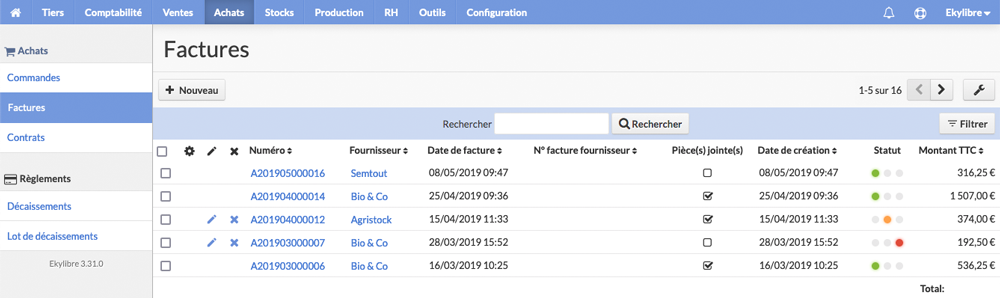 Tiers Comptabilité Ventes Achats Stocks Production RH Outils Configuration Ekylibre
Achats
Commandes
Factures
Contrats
Règlements
Décaissements
Lot de décaissements
Ekylibre 3.31.0
Factures
Nouveau 1-5 sur 16
Rechercher Rechercher Filtrer
Numéro Fournisseur Date de facture N° facture fournisseur Pièce(s) jointe(s) Date de création Statut Montant TTC
A201905000016 Semtout 08/05/2019 09:47 08/05/2019 09:47 316,25 €
A201904000014 Bio & Co 25/04/2019 09:36 25/04/2019 09:36 1 507,00 €
A201904000012 Agristock 15/04/2019 11:33 15/04/2019 11:33 374,00 €
A201903000007 Bio & Co 28/03/2019 15:52 28/03/2019 15:52 192,50 €
A201903000006 Bio & Co 16/03/2019 10:25 16/03/2019 10:25 536,25 €
Total: